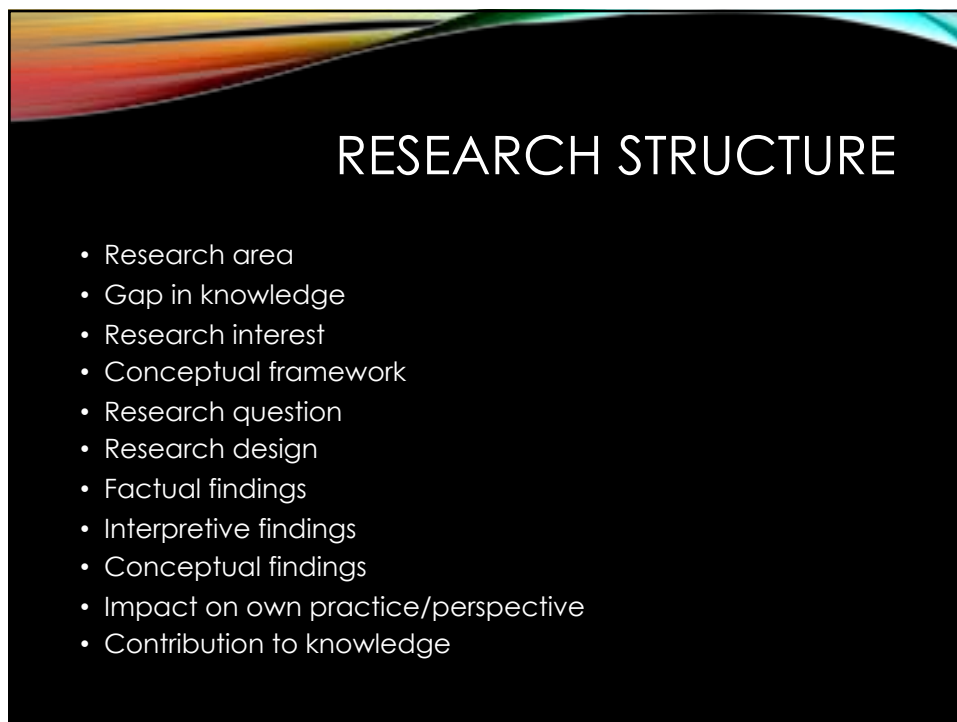 RESEARCH STRUCTURE
• Research area
• Gap in knowledge
• Research interest
• Conceptual framework
• Research question
• Research design
• Factual findings
• Interpretive findings
• Conceptual findings
• Impact on own practice/perspective
• Contribution to knowledge